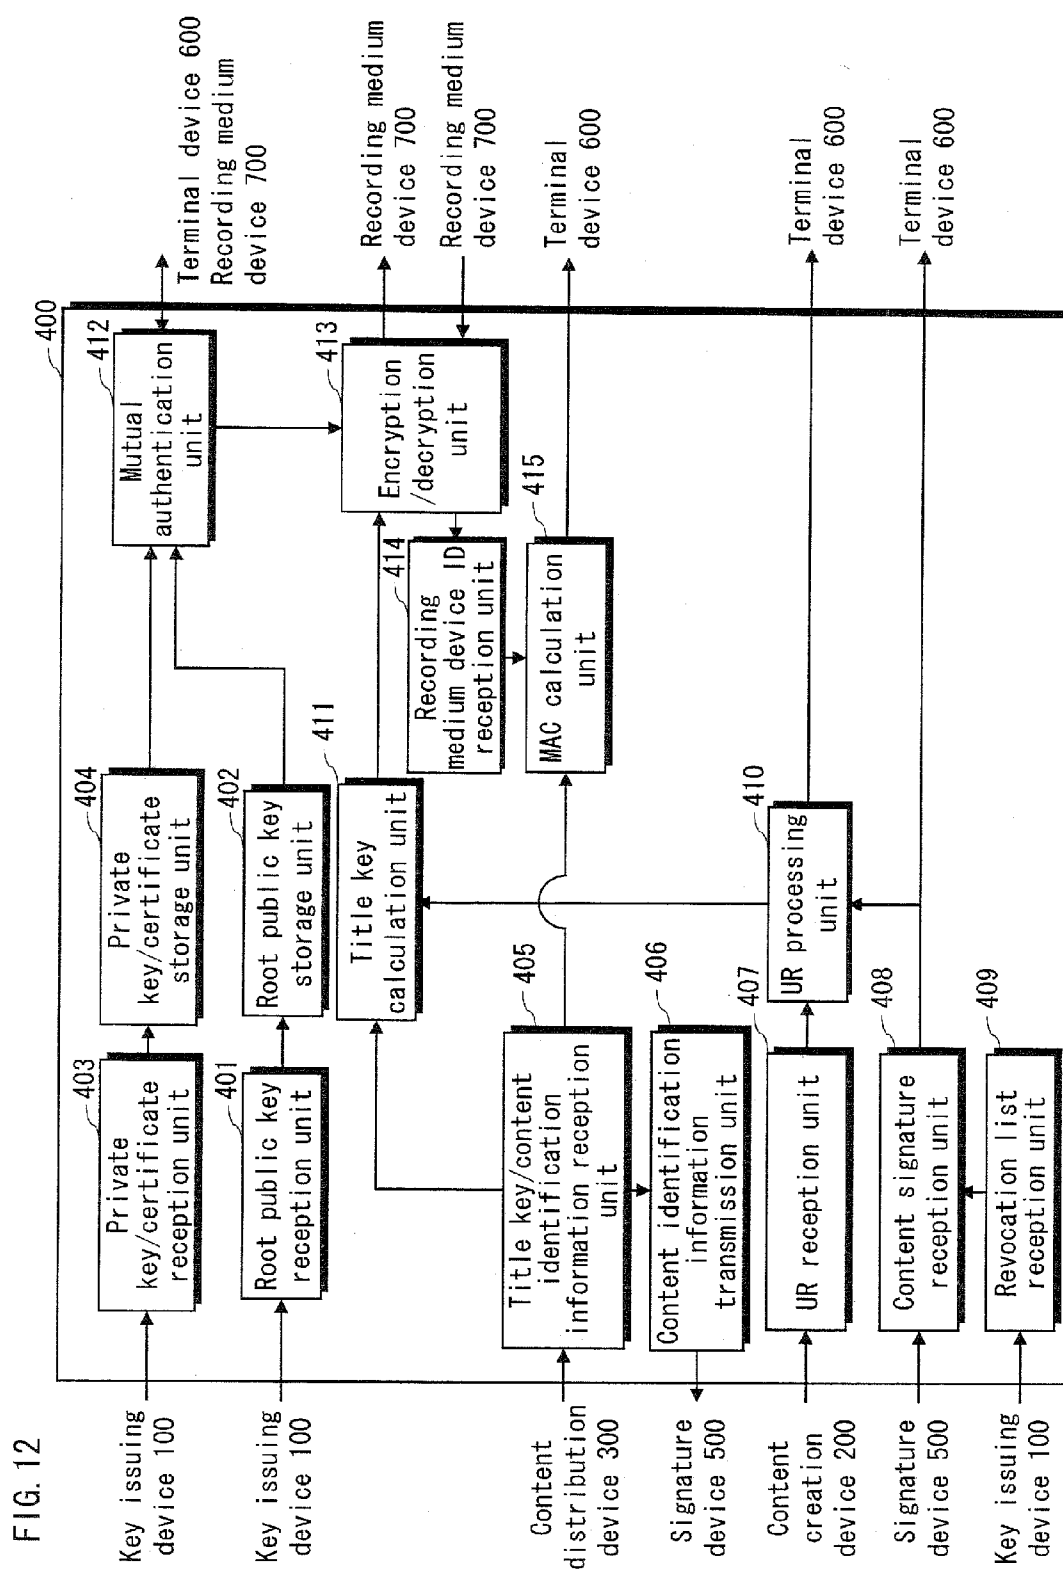 FIG. 12
400
Key issuing
device 100
403
Private
key/certificate
reception unit
404
Private
key/certificate
storage unit
412
Mutual
authentication
unit
Terminal device 600
Recording medium
device 700
Key issuing
device 100
401
Root public key
reception unit
402
Root public key
storage unit
411
Title key
calculation unit
413
Encryption
/decryption
unit
Recording medium
device 700
Recording medium
device 700
414
Recording
medium device ID
reception unit
415
MAC calculation
unit
Terminal
device 600
Content
distribution
device 300
405
Title key/content
identification
information reception
unit
Signature
device 500
406
Content identification
information
transmission unit
Content
creation
device 200
407
UR reception unit
410
UR processing
unit
Terminal
device 600
Signature
device 500
408
Content signature
reception unit
Terminal
device 600
Key issuing
device 100
409
Revocation list
reception unit